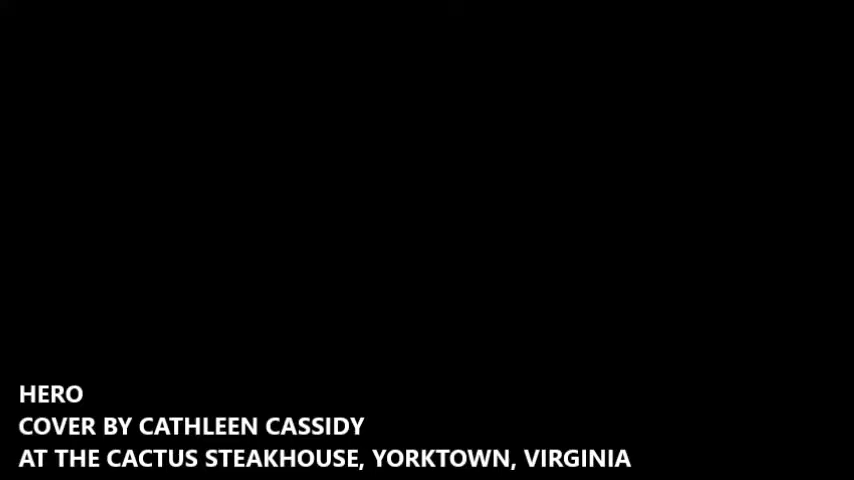 HERO
COVER BY CATHLEEN CASSIDY
AT THE CACTUS STEAKHOUSE, YORKTOWN, VIRGINIA